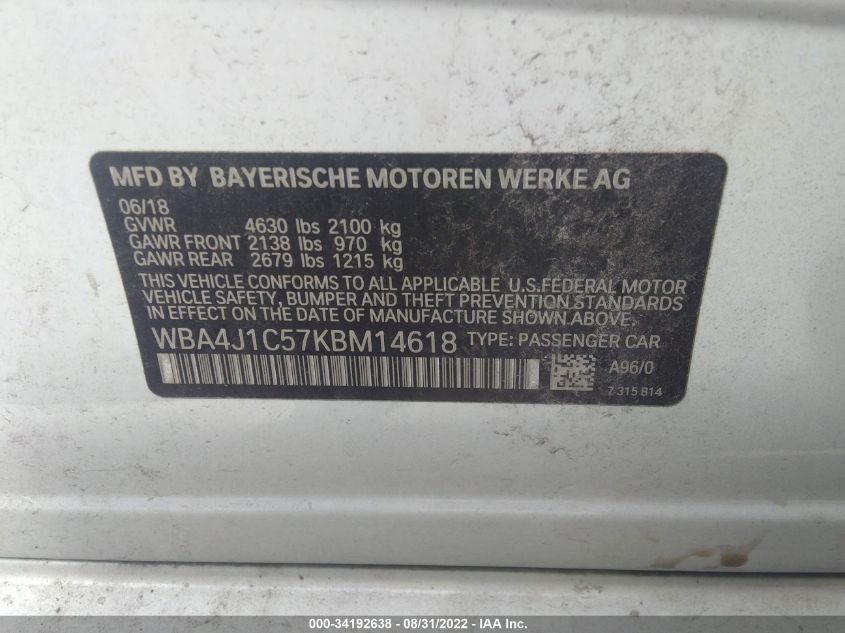 MFD BY BAYERISCHE MOTOREN WERKE AG
06/18
GVWR 4630 lbs 2100 kg
GAWR FRONT 2138 lbs 970 kg
GAWR REAR 2679 lbs 1215 kg
THIS VEHICLE CONFORMS TO ALL APPLICABLE U.S.FEDERAL MOTOR
VEHICLE SAFETY, BUMPER AND THEFT PREVENTION STANDARDS
IN EFFECT ON THE DATE OF MANUFACTURE SHOWN ABOVE.
WBA4J1C57KBM14618 TYPE: PASSENGER CAR
A96/0
7 315 814
000-34192638 - 08/31/2022 - IAA Inc.